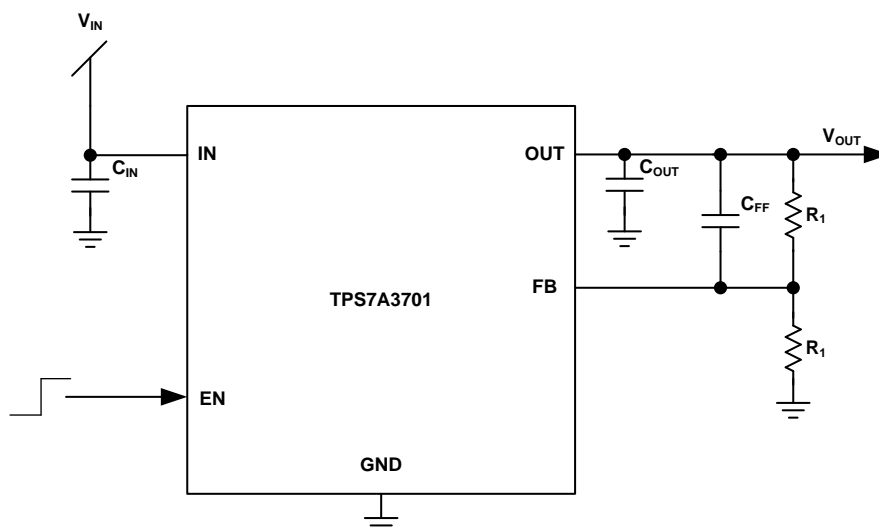 VIN
IN
CIN
OUT
COUT
VOUT
CFF
R1
FB
TPS7A3701
R1
EN
GND